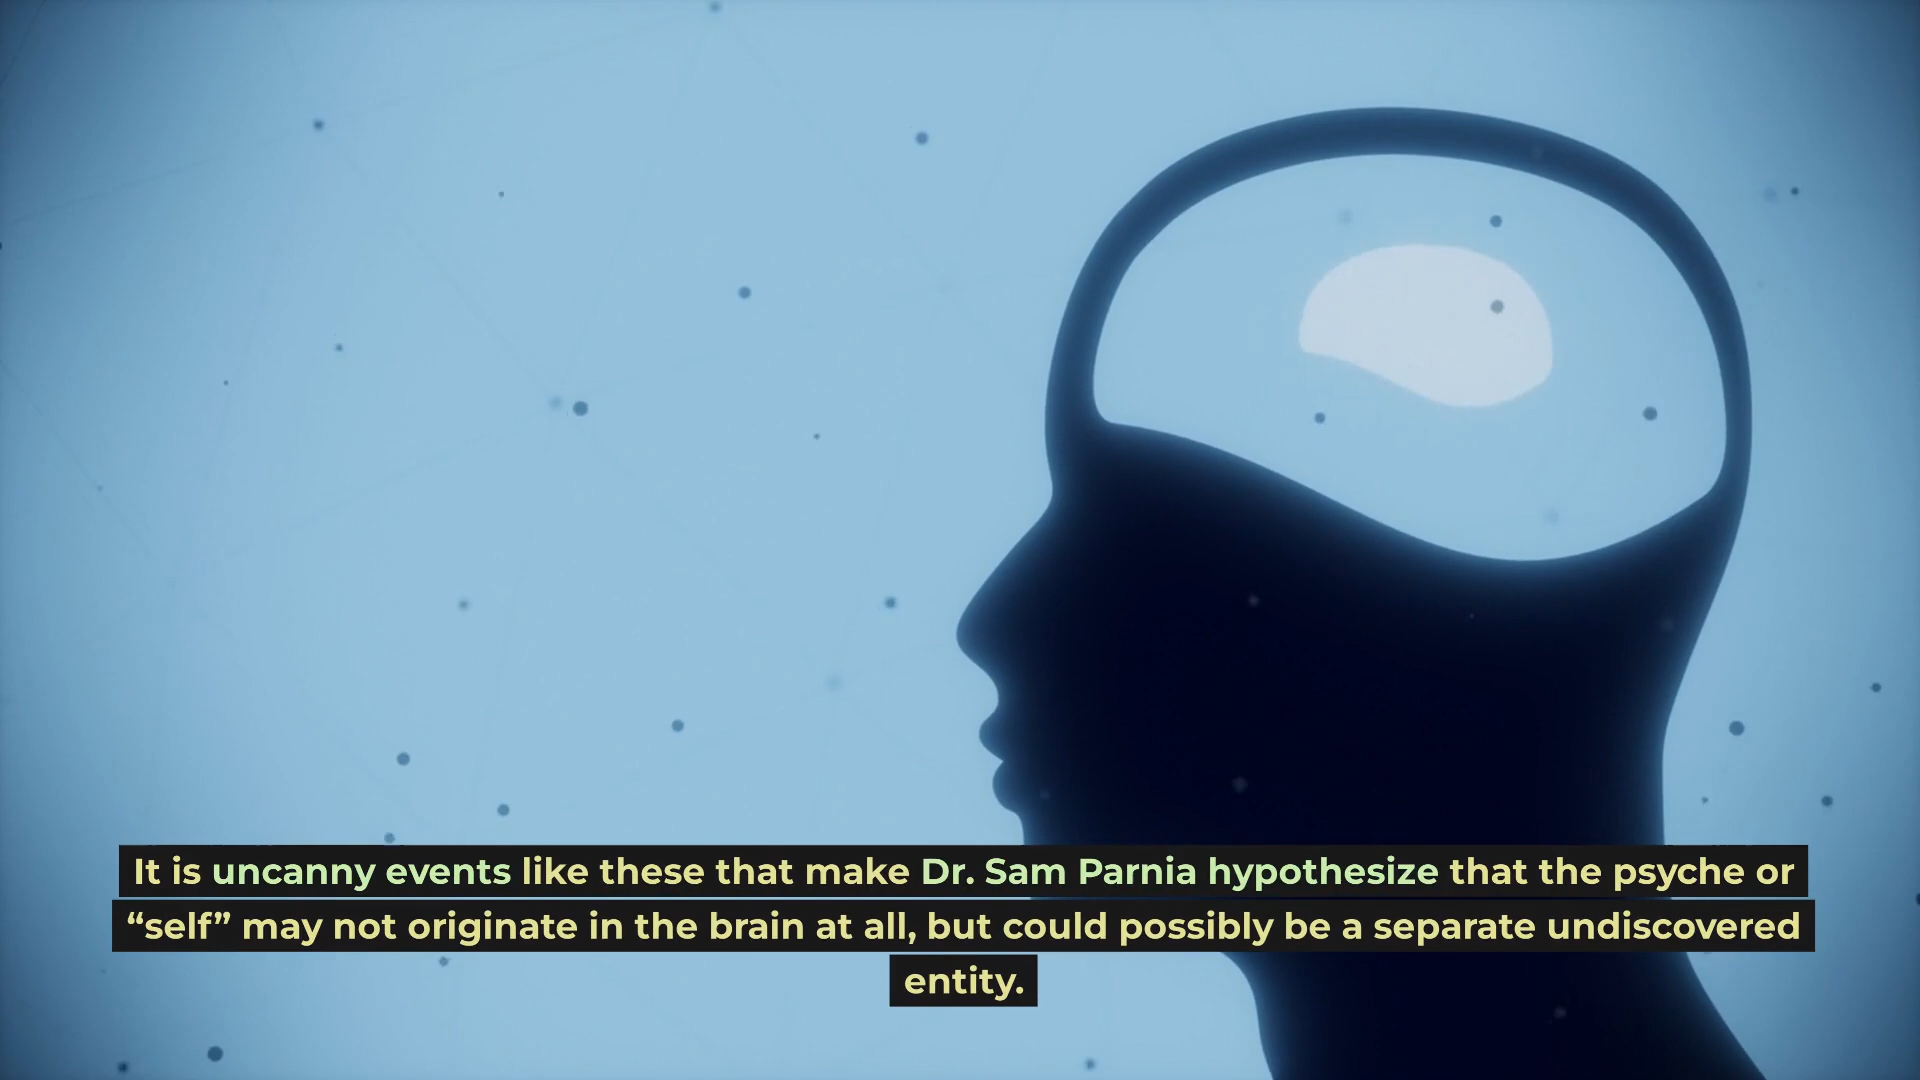 It is uncanny events like these that make Dr. Sam Parnia hypothesize that the psyche or
“self” may not originate in the brain at all, but could possibly be a separate undiscovered
entity.